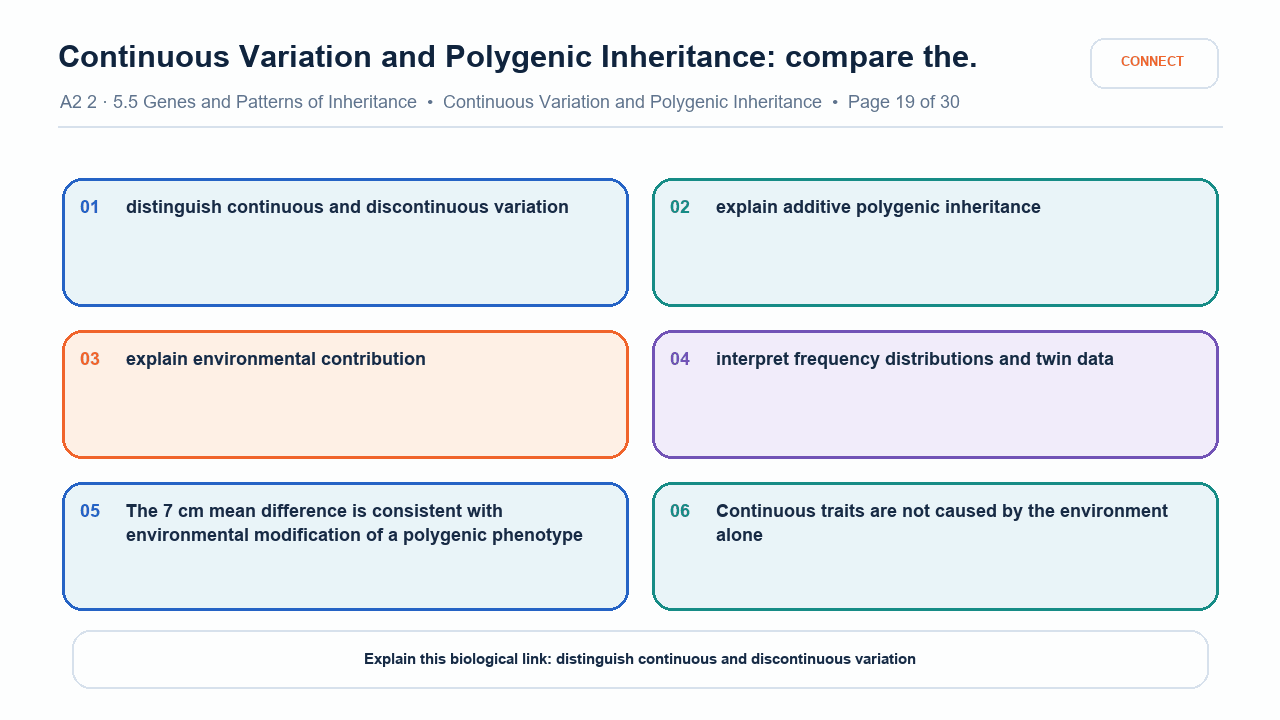 Continuous Variation and Polygenic Inheritance: compare the.
CONNECT
A2 2 · 5.5 Genes and Patterns of Inheritance • Continuous Variation and Polygenic Inheritance • Page 19 of 30
01 distinguish continuous and discontinuous variation
02 explain additive polygenic inheritance
03 explain environmental contribution
04 interpret frequency distributions and twin data
05 The 7 cm mean difference is consistent with
environmental modification of a polygenic phenotype
06 Continuous traits are not caused by the environment
alone
Explain this biological link: distinguish continuous and discontinuous variation